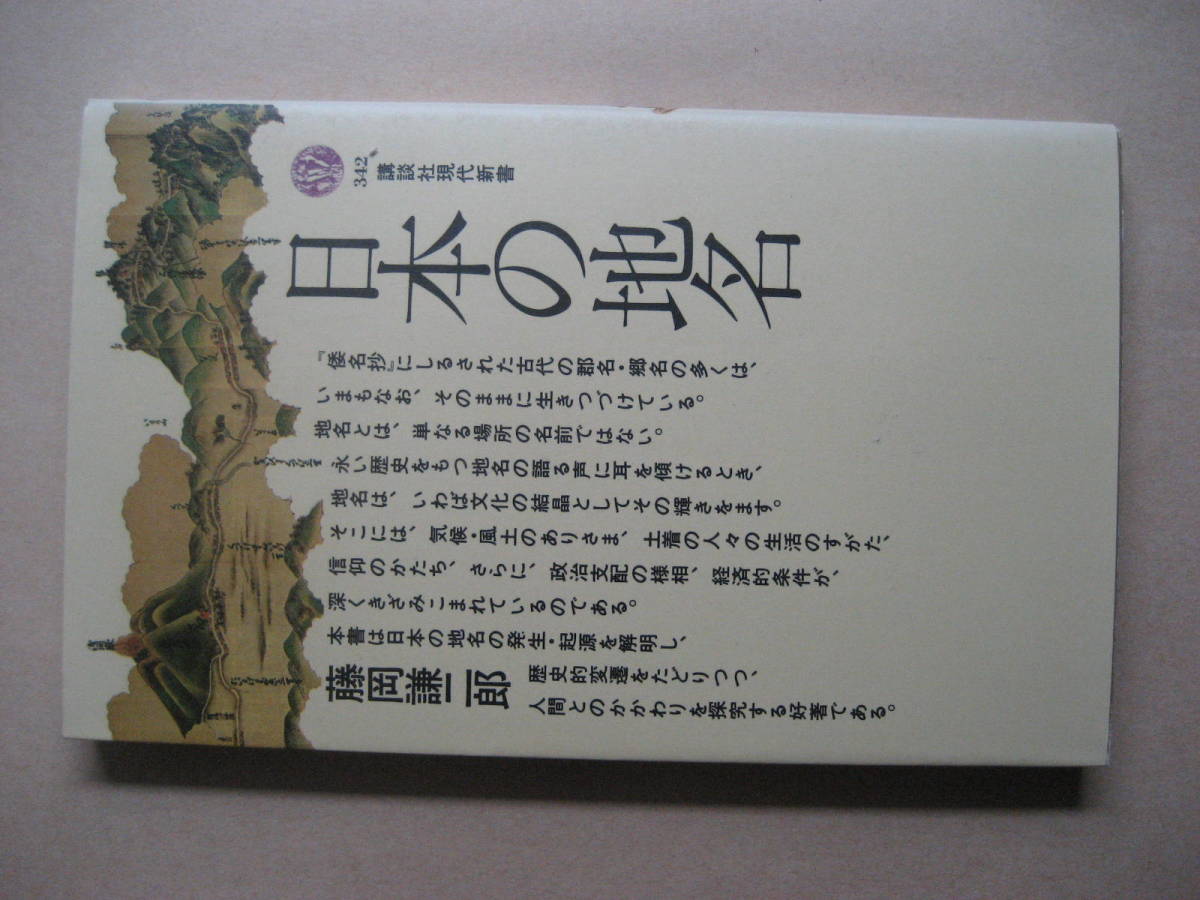 342
講談社現代新書
日本の地名
『倭名抄』にしるされた古代の郡名・郷名の多くは、
いまもなお、そのままに生きつづけている。
地名とは、単なる場所の名前ではない。
永い歴史をもつ地名の語る声に耳を傾けるとき、
地名は、いわば文化の結晶としてその輝きをます。
そこには、気候・風土のありさま、土着の人々の生活のすがた、
信仰のかたち、さらに、政治支配の様相、経済的条件が、
深くきざみこまれているのである。
本書は日本の地名の発生・起源を解明し、
歴史的変遷をたどりつつ、
人間とのかかわりを探究する好著である。
藤岡謙二郎